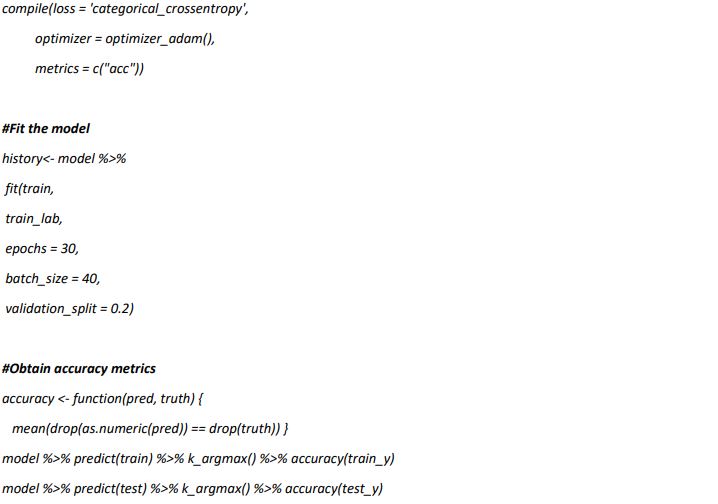 compile(loss = 'categorical_crossentropy',
optimizer = optimizer_adam(),
metrics = c("acc"))
#Fit the model
history<- model %>%
fit(train,
train_lab,
epochs = 30,
batch_size = 40,
validation_split = 0.2)
#Obtain accuracy metrics
accuracy <- function(pred, truth) {
mean(drop(as.numeric(pred)) == drop(truth)) }
model %>% predict(train) %>% k_argmax() %>% accuracy(train_y)
model %>% predict(test) %>% k_argmax() %>% accuracy(test_y)